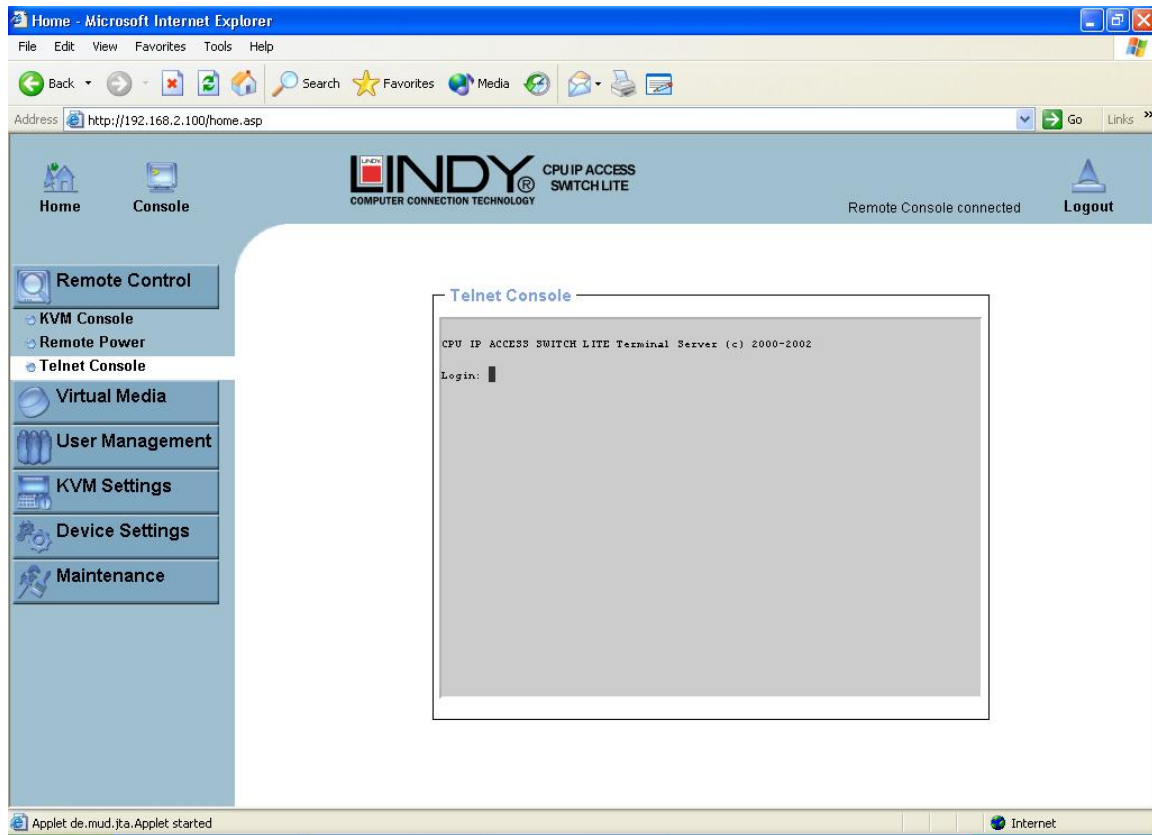 Home - Microsoft Internet Explorer
File Edit View Favorites Tools Help
Back Search Favorites Media
Address http://192.168.2.100/home.asp Go Links »
LINDY
LINDY® CPU IP ACCESS
SWITCH LITE
COMPUTER CONNECTION TECHNOLOGY
Home Console Remote Console connected Logout
Remote Control
KVM Console
Remote Power
Telnet Console
Virtual Media
User Management
KVM Settings
Device Settings
Maintenance
Telnet Console
CPU IP ACCESS SWITCH LITE Terminal Server (c) 2000-2002
Login:
Applet de.mud.jta.Applet started Internet